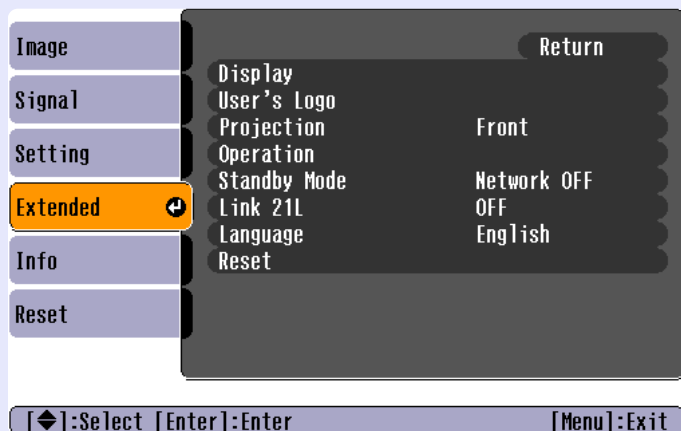 Image
Signal
Setting
Extended
Info
Reset
Return
Display
User's Logo
Projection Front
Operation
Standby Mode Network OFF
Link 21L OFF
Language English
Reset
[◆]:Select [Enter]:Enter [Menu]:Exit